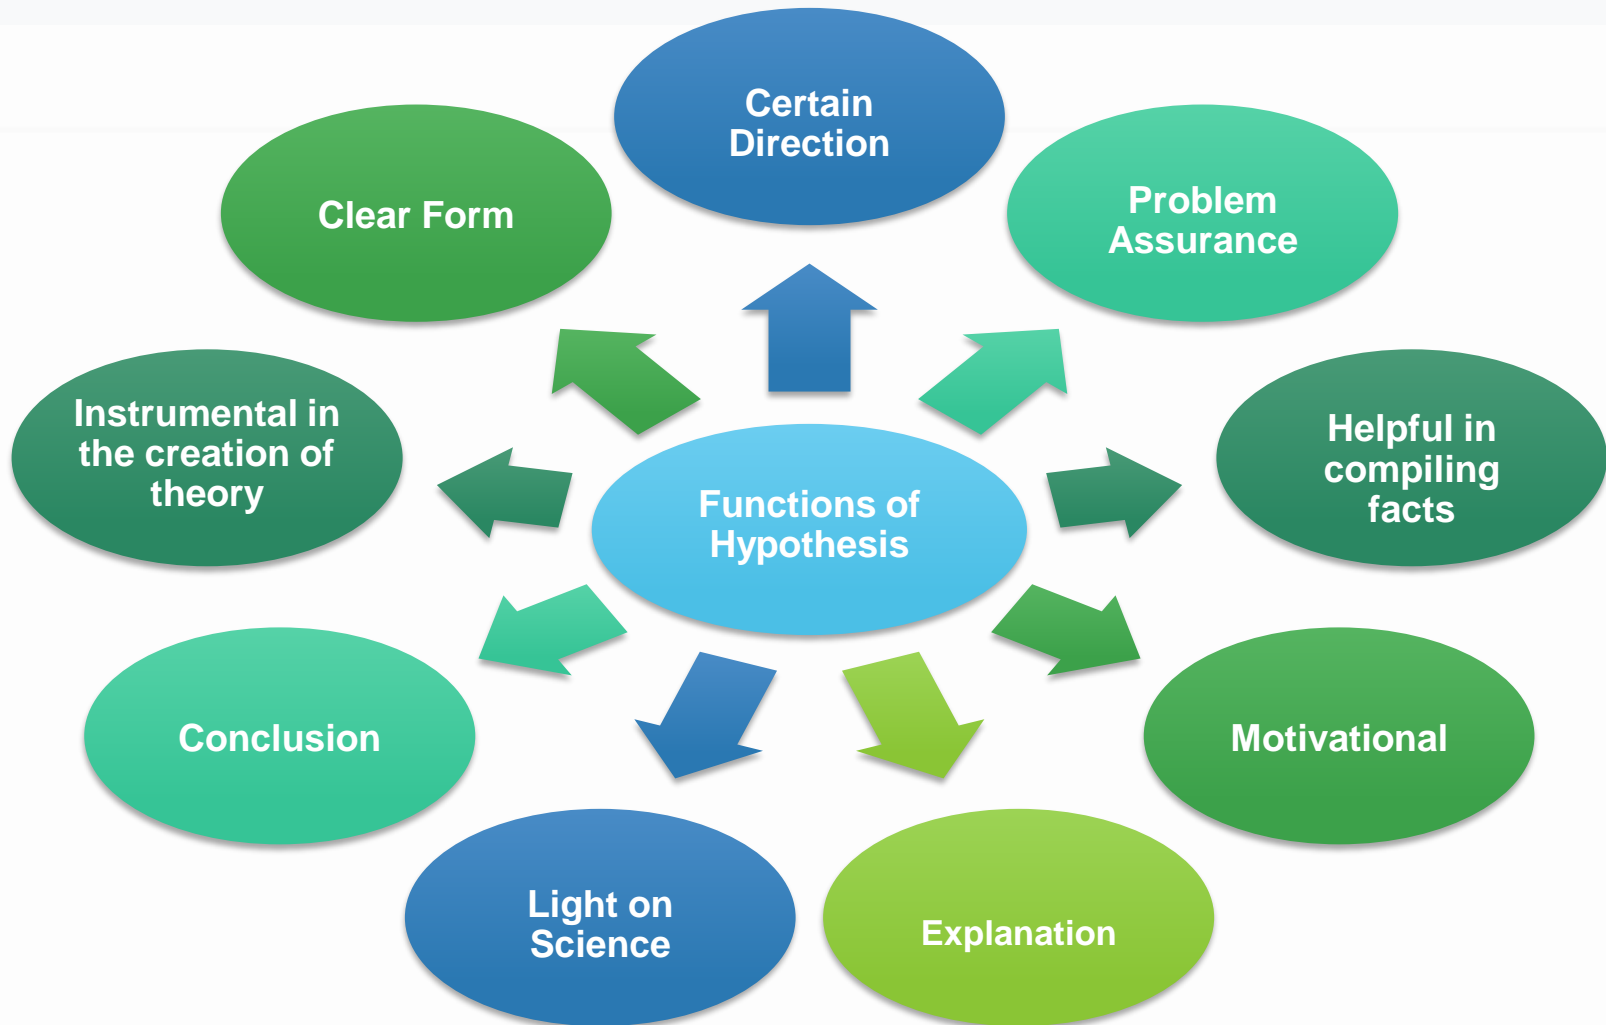 Certain
Direction
Problem
Assurance
Helpful in
compiling
facts
Motivational
Explanation
Light on
Science
Conclusion
Instrumental in
the creation of
theory
Clear Form
Functions of
Hypothesis